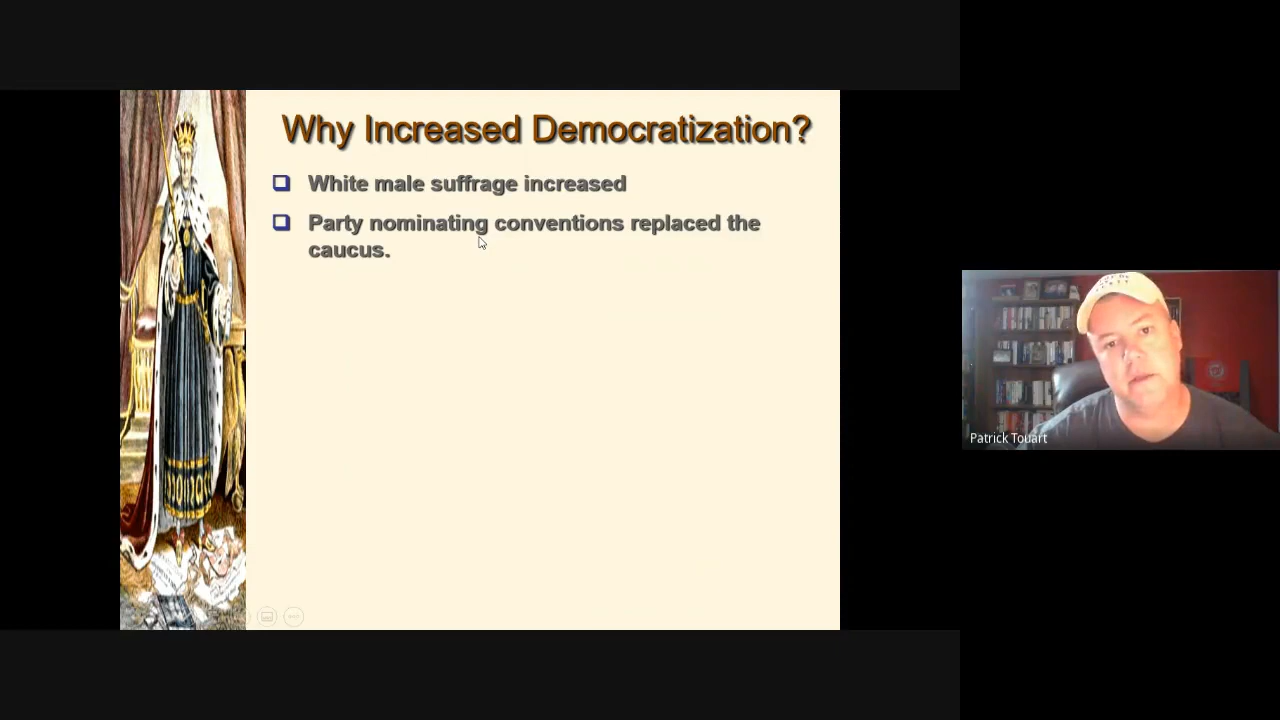 Why Increased Democratization?
White male suffrage increased
Party nominating conventions replaced the
caucus.
Patrick Touart